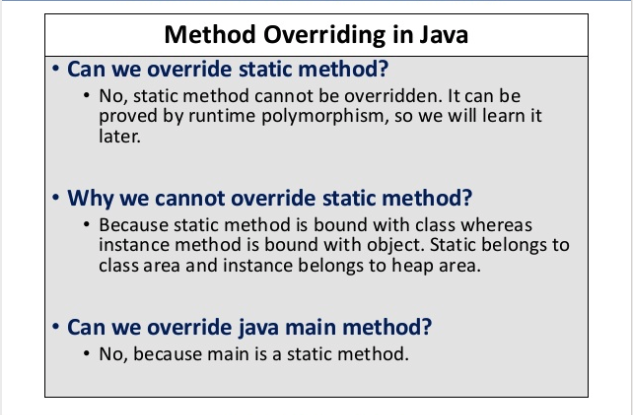 Method Overriding in Java
• Can we override static method?
• No, static method cannot be overridden. It can be
proved by runtime polymorphism, so we will learn it
later.
• Why we cannot override static method?
• Because static method is bound with class whereas
instance method is bound with object. Static belongs to
class area and instance belongs to heap area.
• Can we override java main method?
• No, because main is a static method.